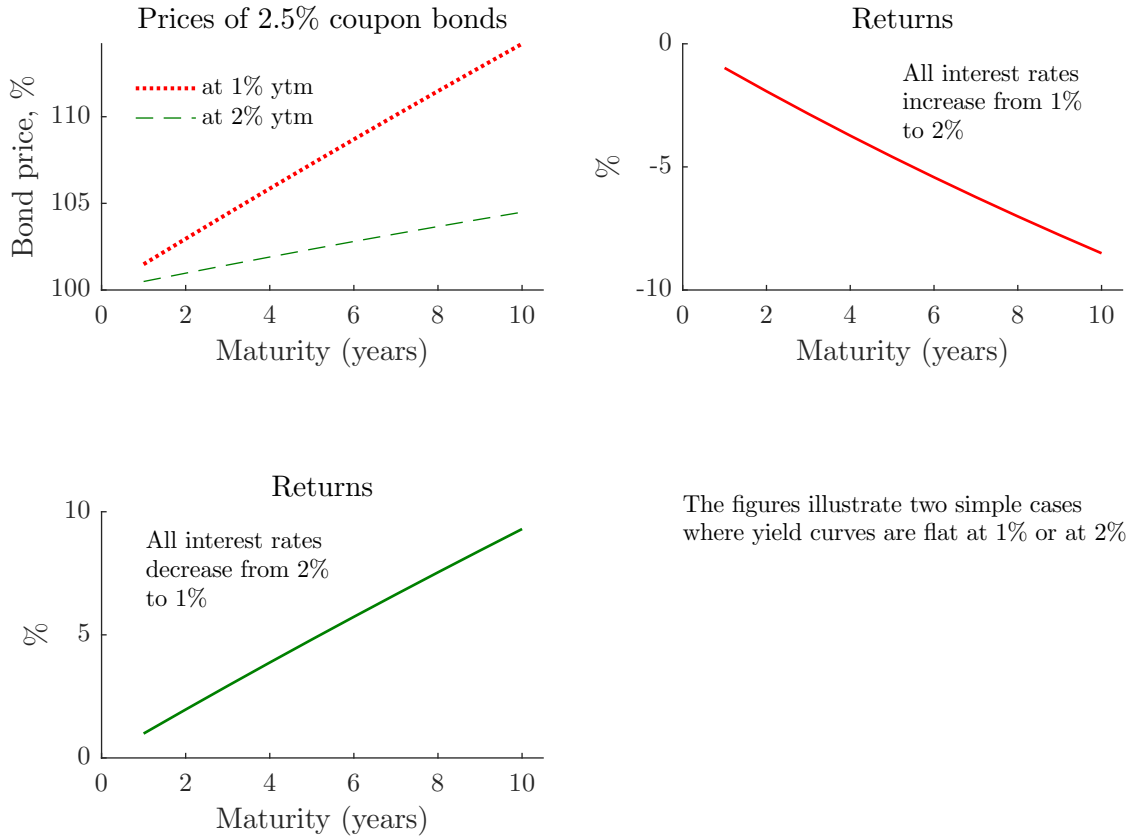 Prices of 2.5% coupon bonds
Bond price, %
110
105
100
at 1% ytm
at 2% ytm
0 2 4 6 8 10
Maturity (years)
Returns
%
0
-5
-10
All interest rates
increase from 1%
to 2%
0 2 4 6 8 10
Maturity (years)
Returns
%
10
5
0
All interest rates
decrease from 2%
to 1%
0 2 4 6 8 10
Maturity (years)
The figures illustrate two simple cases
where yield curves are flat at 1% or at 2%